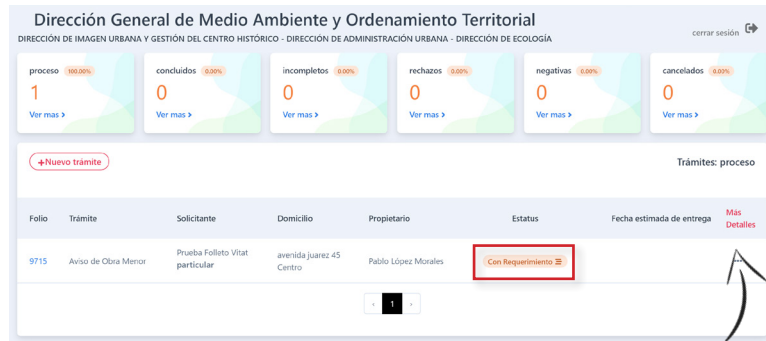 Dirección General de Medio Ambiente y Ordenamiento Territorial
DIRECCIÓN DE IMAGEN URBANA Y GESTIÓN DEL CENTRO HISTÓRICO - DIRECCIÓN DE ADMINISTRACIÓN URBANA - DIRECCIÓN DE ECOLOGÍA
cerrar sesión
proceso 100.00%
1
Ver mas >
concluidos 0.00%
0
Ver mas >
incompletos 0.00%
0
Ver mas >
rechazos 0.00%
0
Ver mas >
negativas 0.00%
0
Ver mas >
cancelados 0.00%
0
Ver mas >
+Nuevo trámite
Trámites: proceso
Folio Trámite Solicitante Domicilio Propietario Estatus Fecha estimada de entrega Más
Detalles
9715 Aviso de Obra Menor Prueba Folleto Vitat
particular avenida juarez 45
Centro Pablo López Morales Con Requerimiento ☰ ...
‹ 1 ›